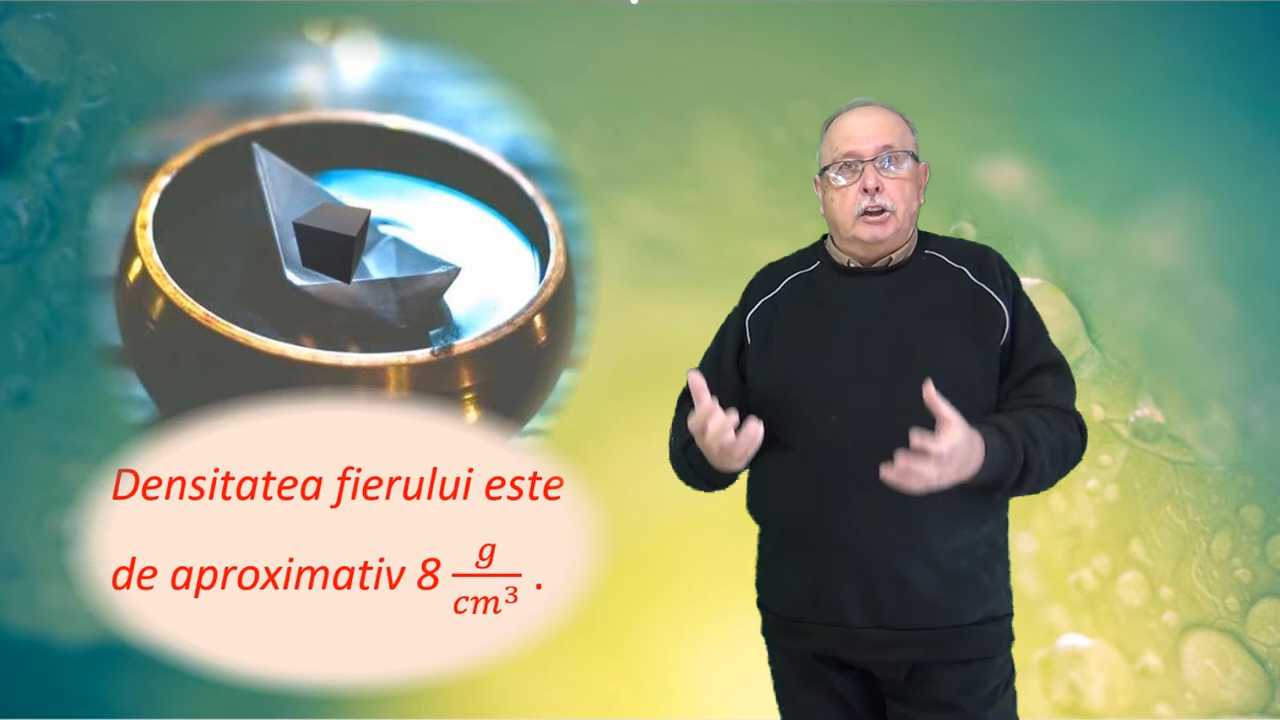 Densitatea fierului este
de aproximativ 8 g/cm³ .